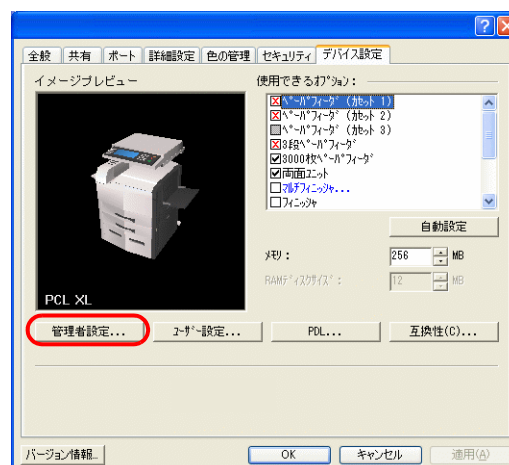 全般 共有 ポート 詳細設定 色の管理 セキュリティ デバイス設定
イメージプレビュー
使用できるｵﾌﾟｼｮﾝ：
ﾍﾟｰﾊﾟﾌｨｰﾀﾞ (ｶｾｯﾄ 1)
ﾍﾟｰﾊﾟﾌｨｰﾀﾞ (ｶｾｯﾄ 2)
ﾍﾟｰﾊﾟﾌｨｰﾀﾞ (ｶｾｯﾄ 3)
3段ﾍﾟｰﾊﾟﾌｨｰﾀﾞ
3000枚ﾍﾟｰﾊﾟﾌｨｰﾀﾞ
両面ﾕﾆｯﾄ
ﾏﾙﾁﾌｨﾆｯｼｬ...
ﾌｨﾆｯｼｬ
自動設定
ﾒﾓﾘ： 256 MB
RAMﾃﾞｨｽｸｻｲｽﾞ： 12 MB
PCL XL
管理者設定... ﾕｰｻﾞｰ設定... PDL... 互換性(C)...
バージョン情報... OK キャンセル 適用(A)